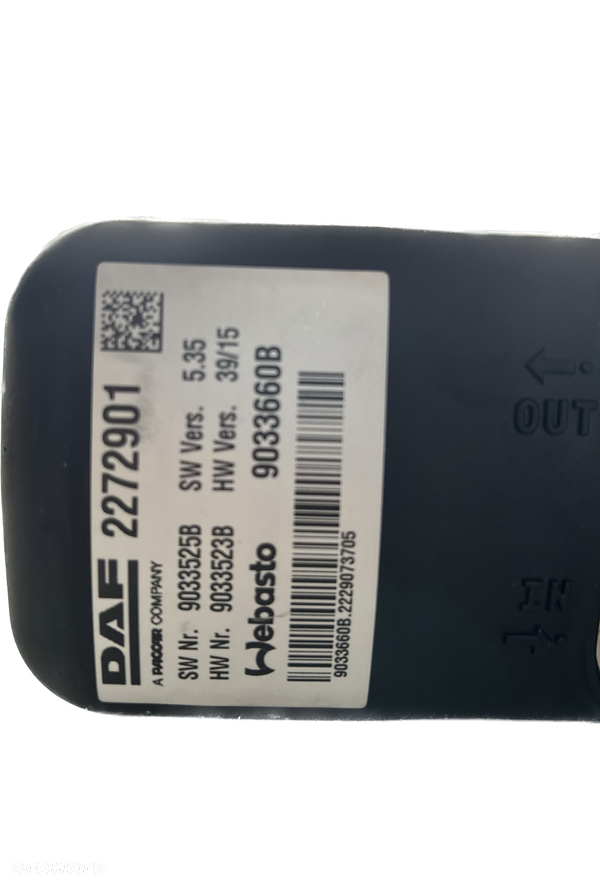 DAF 2272901
A PACCAR COMPANY
SW Nr. 9033525B SW Vers. 5.35
HW Nr. 9033523B HW Vers. 39/15
Webasto 9033660B
9033660B.2229073705
OUT
IN